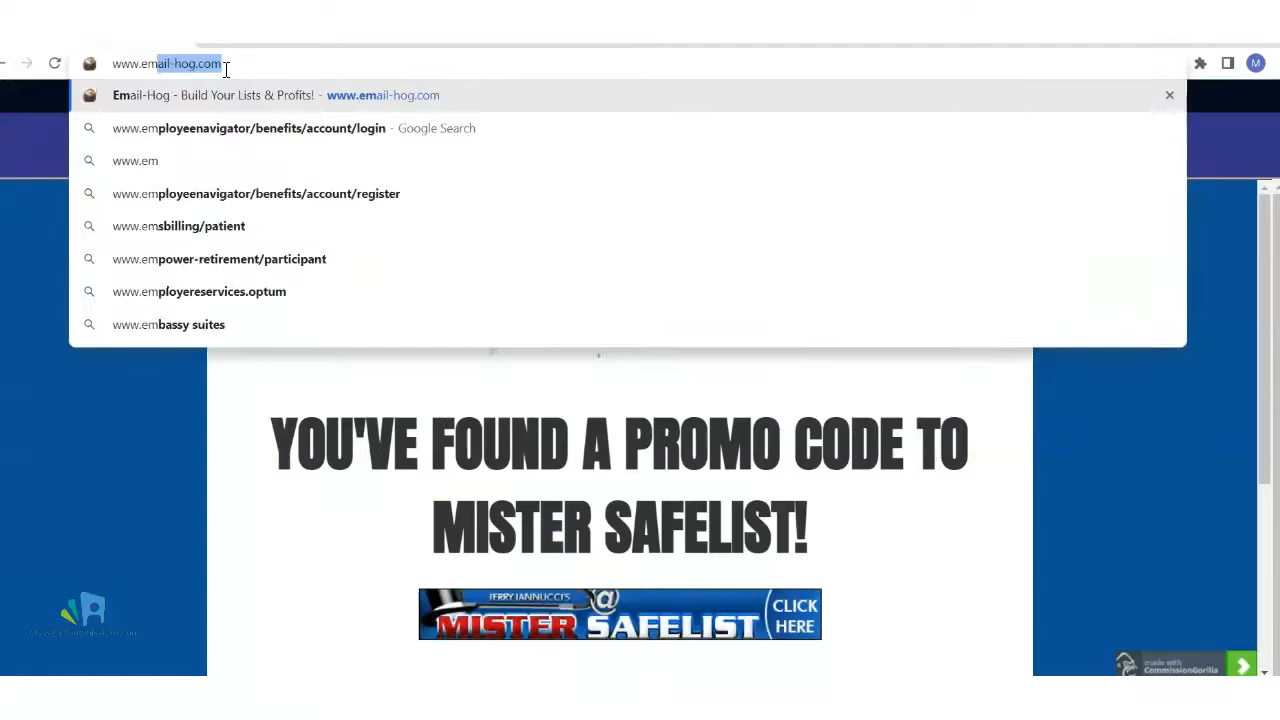 www.email-hog.com
M
Email-Hog - Build Your Lists & Profits! - www.email-hog.com
www.employeenavigator/benefits/account/login - Google Search
www.em
www.employeenavigator/benefits/account/register
www.emsbilling/patient
www.empower-retirement/participant
www.employereservices.optum
www.embassy suites
YOU'VE FOUND A PROMO CODE TO
MISTER SAFELIST!
JERRY IANNUCCI'S @
MISTER SAFELIST
CLICK
HERE
made with
CommissionGorilla